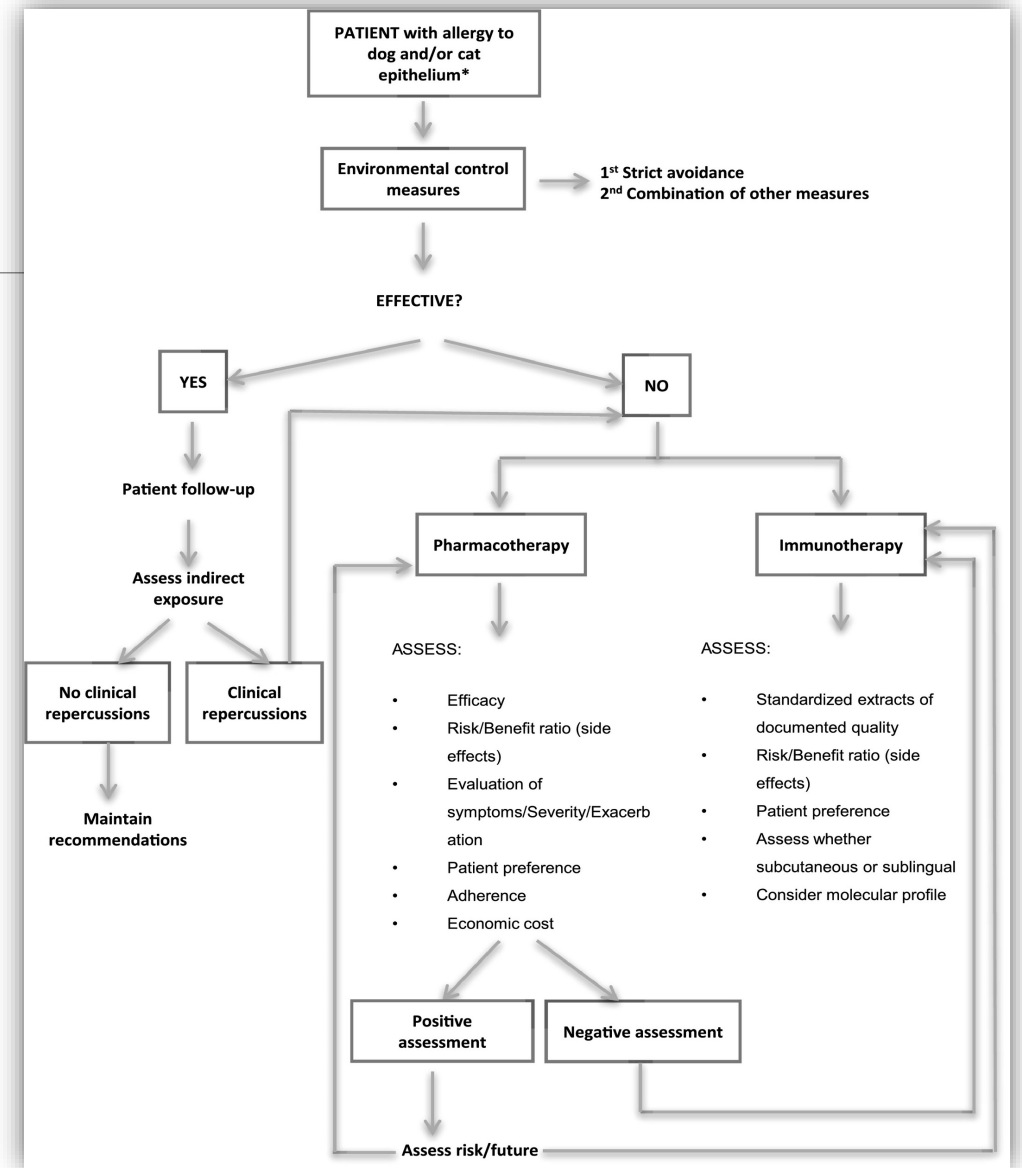 PATIENT with allergy to
dog and/or cat
epithelium*
Environmental control
measures
1st Strict avoidance
2nd Combination of other measures
EFFECTIVE?
YES
NO
Patient follow-up
Assess indirect
exposure
No clinical
repercussions
Clinical
repercussions
Maintain
recommendations
Pharmacotherapy
ASSESS:
• Efficacy
• Risk/Benefit ratio (side
effects)
• Evaluation of
symptoms/Severity/Exacerb
ation
• Patient preference
• Adherence
• Economic cost
Immunotherapy
ASSESS:
• Standardized extracts of
documented quality
• Risk/Benefit ratio (side
effects)
• Patient preference
• Assess whether
subcutaneous or sublingual
• Consider molecular profile
Positive
assessment
Negative assessment
Assess risk/future